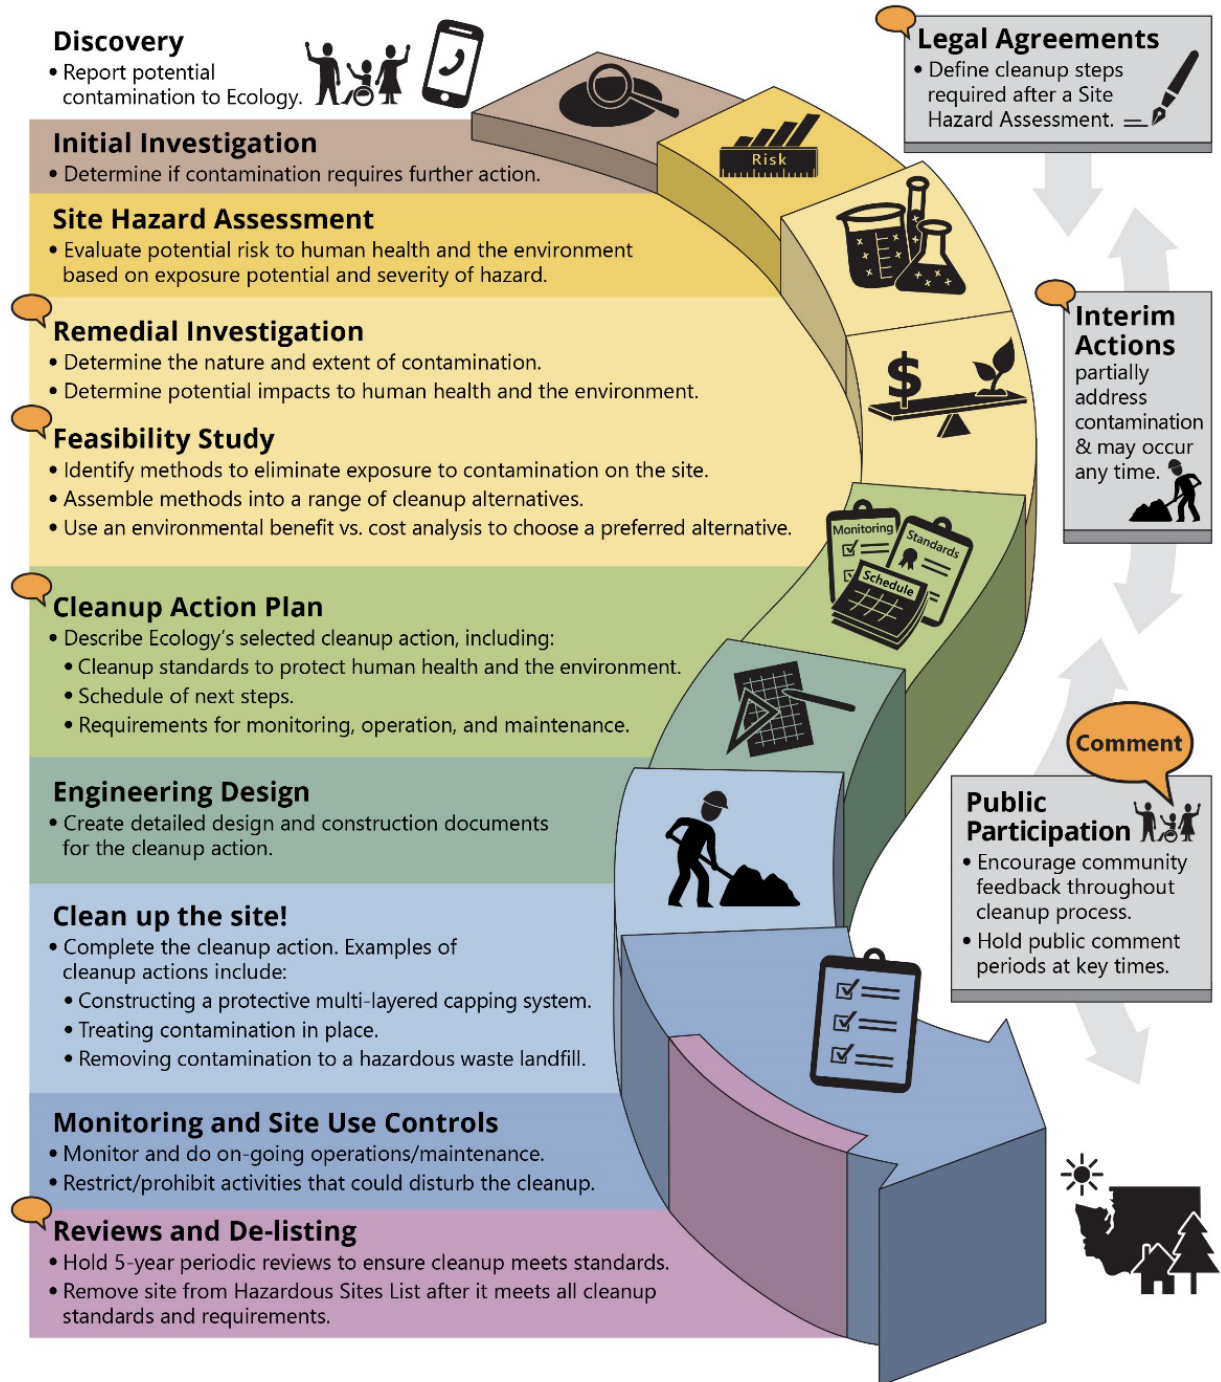 Discovery
• Report potential
contamination to Ecology.
Initial Investigation
• Determine if contamination requires further action.
Site Hazard Assessment
• Evaluate potential risk to human health and the environment
based on exposure potential and severity of hazard.
Remedial Investigation
• Determine the nature and extent of contamination.
• Determine potential impacts to human health and the environment.
Feasibility Study
• Identify methods to eliminate exposure to contamination on the site.
• Assemble methods into a range of cleanup alternatives.
• Use an environmental benefit vs. cost analysis to choose a preferred alternative.
Cleanup Action Plan
• Describe Ecology's selected cleanup action, including:
• Cleanup standards to protect human health and the environment.
• Schedule of next steps.
• Requirements for monitoring, operation, and maintenance.
Engineering Design
• Create detailed design and construction documents
for the cleanup action.
Clean up the site!
• Complete the cleanup action. Examples of
cleanup actions include:
• Constructing a protective multi-layered capping system.
• Treating contamination in place.
• Removing contamination to a hazardous waste landfill.
Monitoring and Site Use Controls
• Monitor and do on-going operations/maintenance.
• Restrict/prohibit activities that could disturb the cleanup.
Reviews and De-listing
• Hold 5-year periodic reviews to ensure cleanup meets standards.
• Remove site from Hazardous Sites List after it meets all cleanup
standards and requirements.
Risk
$
Monitoring
Standards
Schedule
Legal Agreements
• Define cleanup steps
required after a Site
Hazard Assessment.
Interim
Actions
partially
address
contamination
& may occur
any time.
Comment
Public
Participation
• Encourage community
feedback throughout
cleanup process.
• Hold public comment
periods at key times.